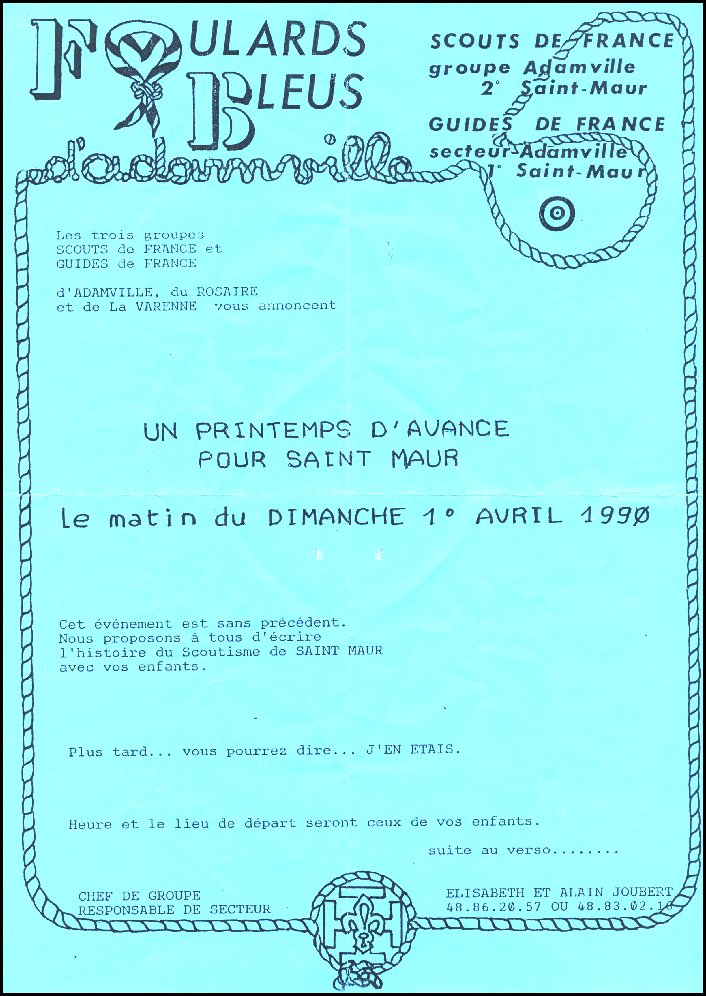 FOULARDS
BLEUS
d'adamville
SCOUTS DE FRANCE
groupe Adamville
2° Saint-Maur
GUIDES DE FRANCE
secteur Adamville
1° Saint-Maur
Les trois groupes
SCOUTS de FRANCE et
GUIDES de FRANCE
d'ADAMVILLE, du ROSAIRE
et de La VARENNE vous annoncent
UN PRINTEMPS D'AVANCE
POUR SAINT MAUR
le matin du DIMANCHE 1° AVRIL 1990
Cet événement est sans précédent.
Nous proposons à tous d'écrire
l'histoire du Scoutisme de SAINT MAUR
avec vos enfants.
Plus tard... vous pourrez dire... J'EN ETAIS.
Heure et le lieu de départ seront ceux de vos enfants.
suite au verso........
CHEF DE GROUPE
RESPONSABLE DE SECTEUR
ELISABETH ET ALAIN JOUBERT
48.86.20.57 OU 48.83.02.16